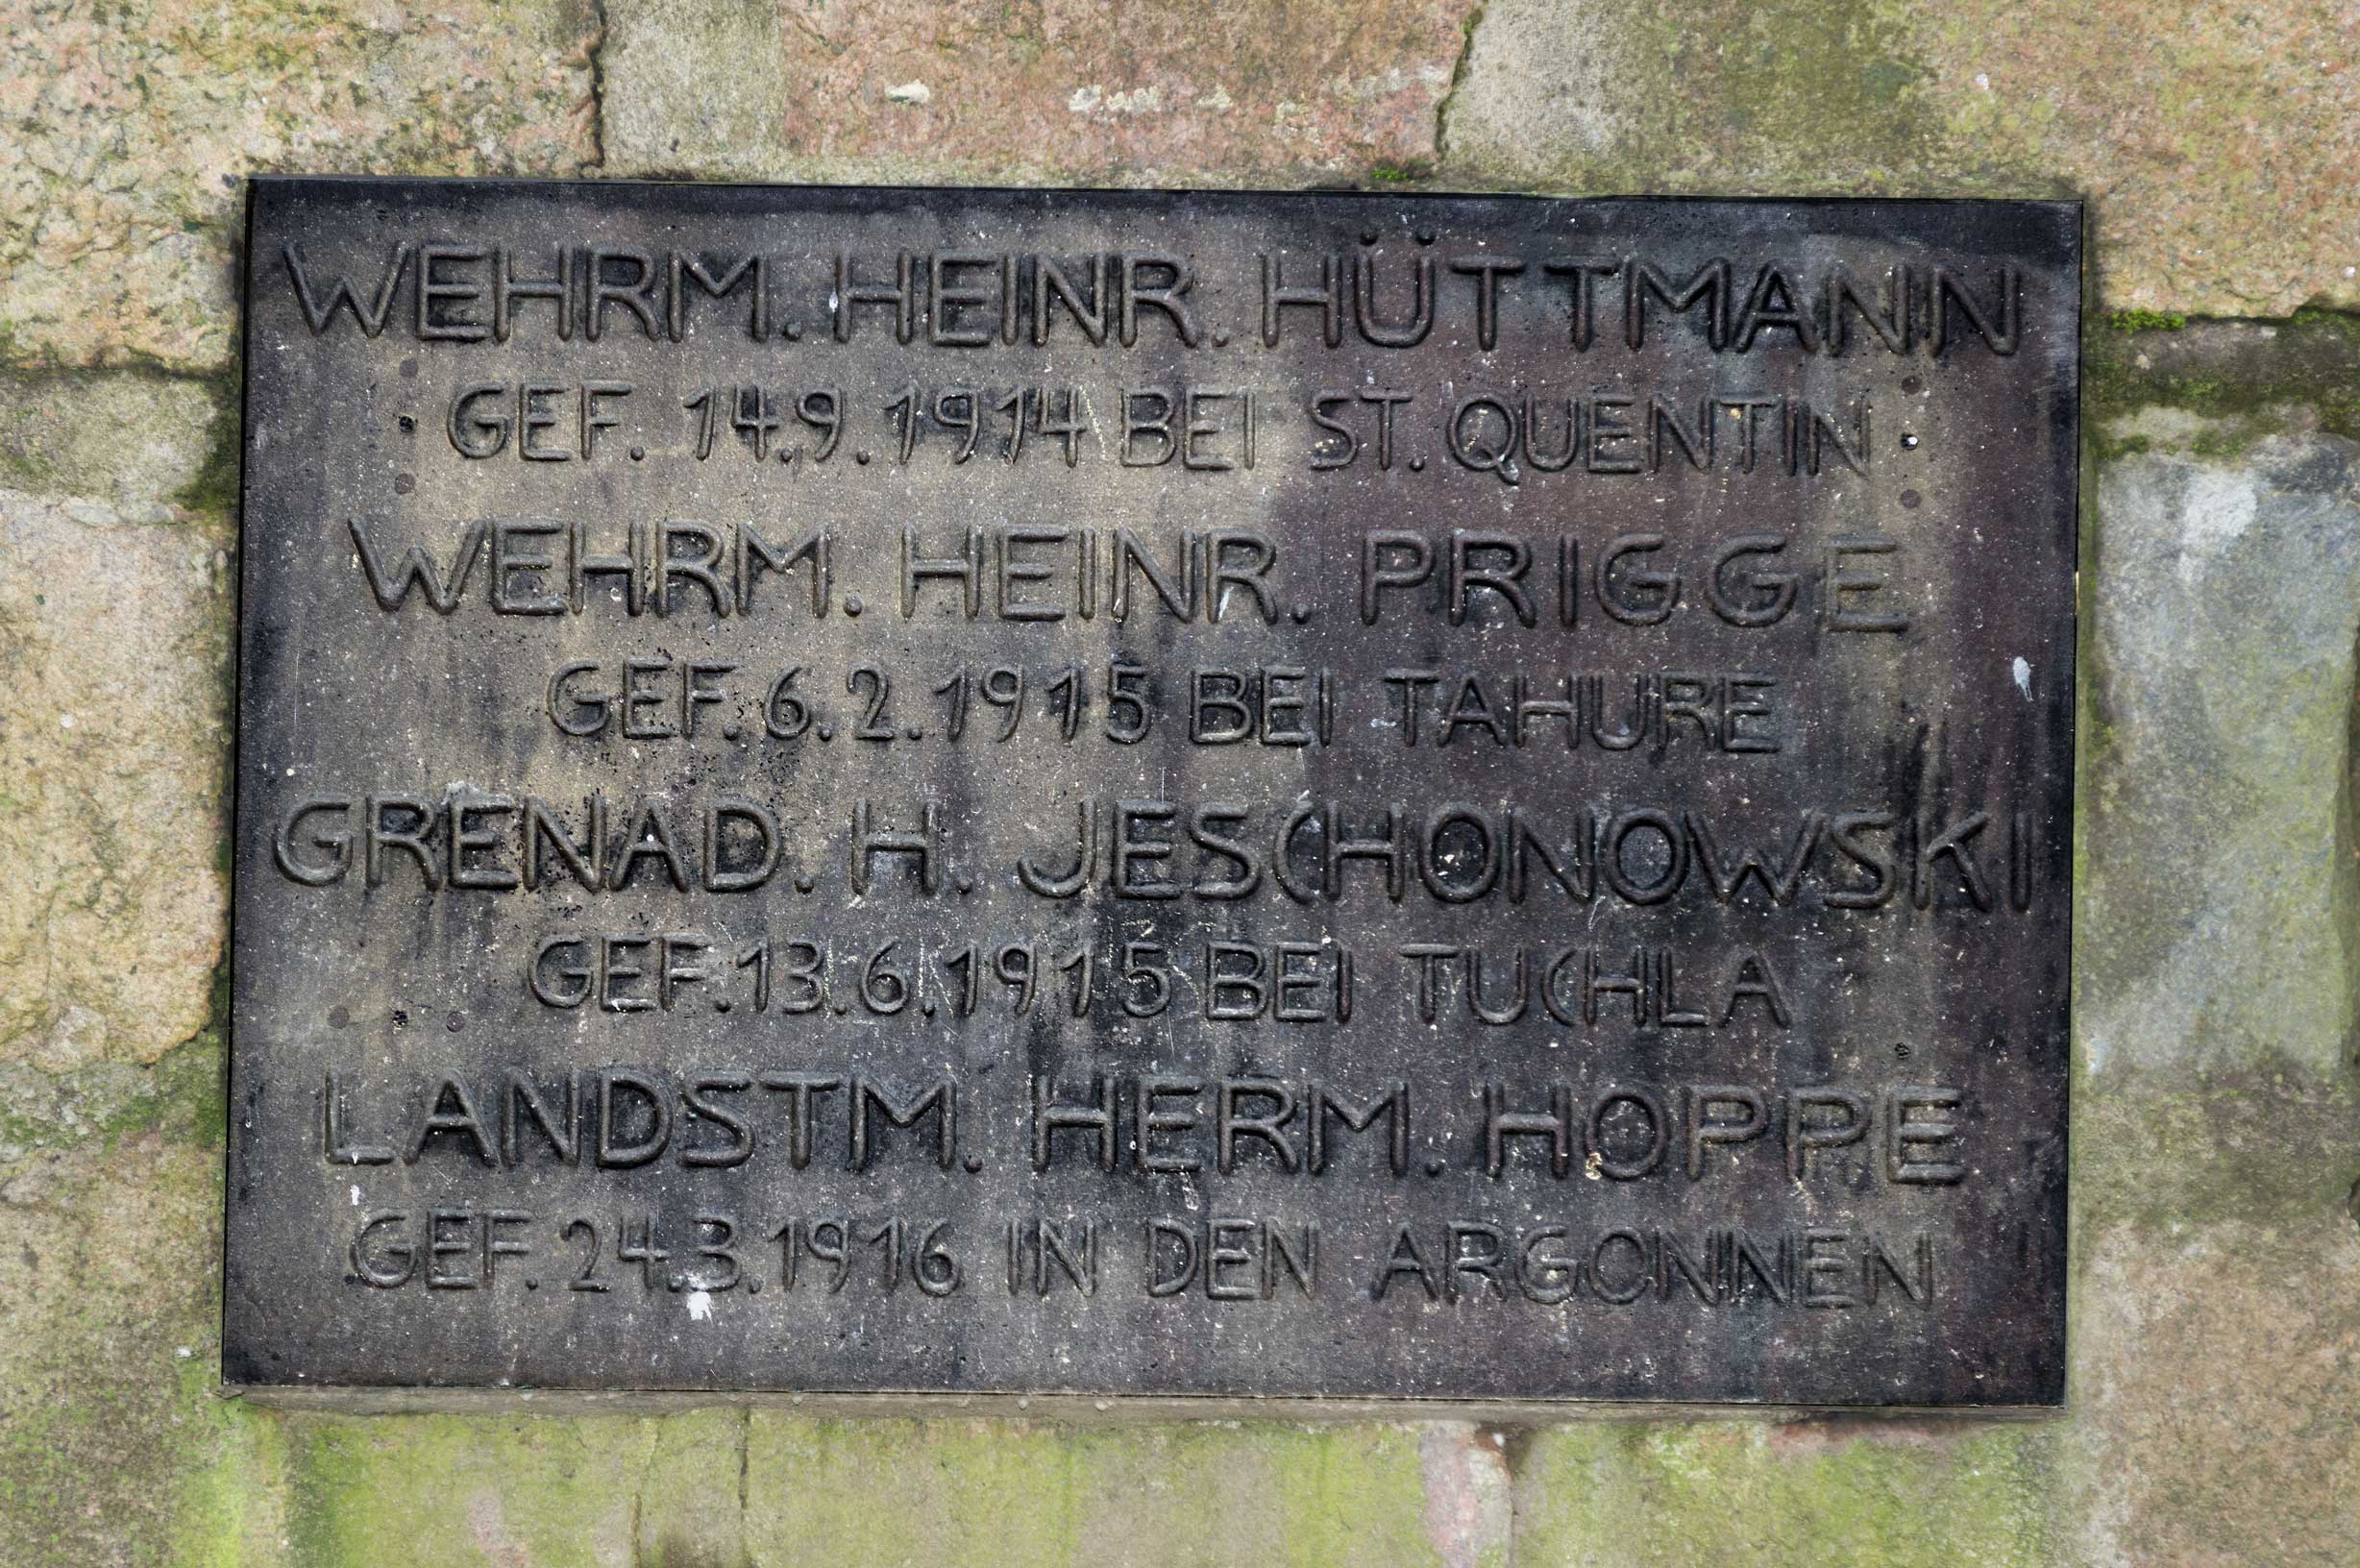 WEHRM. HEINR. HÜTTMANN
GEF. 14.9.1914 BEI ST. QUENTIN
WEHRM. HEINR. PRIGGE
GEF. 6.2.1915 BEI TAHURE
GRENAD. H. JESCHONOWSKI
GEF. 13.6.1915 BEI TUCHLA
LANDSTM. HERM. HOPPE
GEF. 24.3.1916 IN DEN ARGONNEN